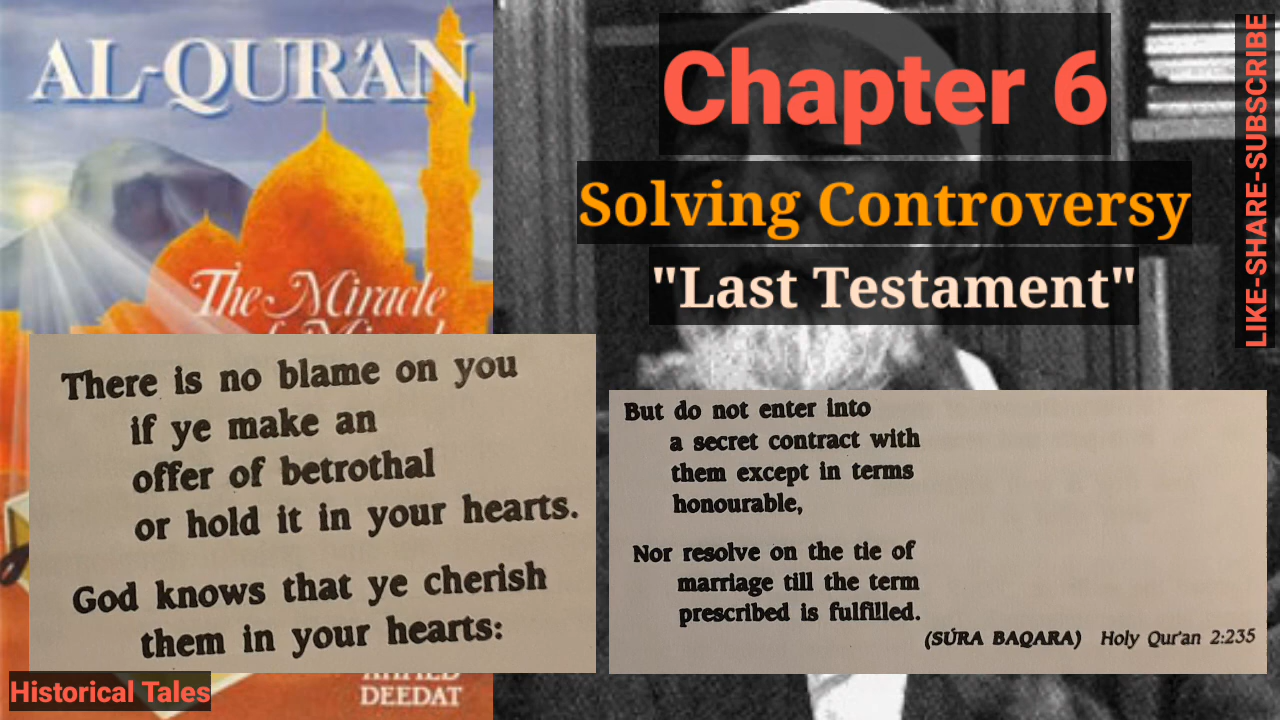 AL-QUR'AN
The Miracle
Chapter 6
Solving Controversy
"Last Testament"
LIKE-SHARE-SUBSCRIBE
There is no blame on you
if ye make an
offer of betrothal
or hold it in your hearts.
God knows that ye cherish
them in your hearts:
But do not enter into
a secret contract with
them except in terms
honourable,
Nor resolve on the tie of
marriage till the term
prescribed is fulfilled.
(SÚRA BAQARA) Holy Qur'an 2:235
Historical Tales
DEEDAT